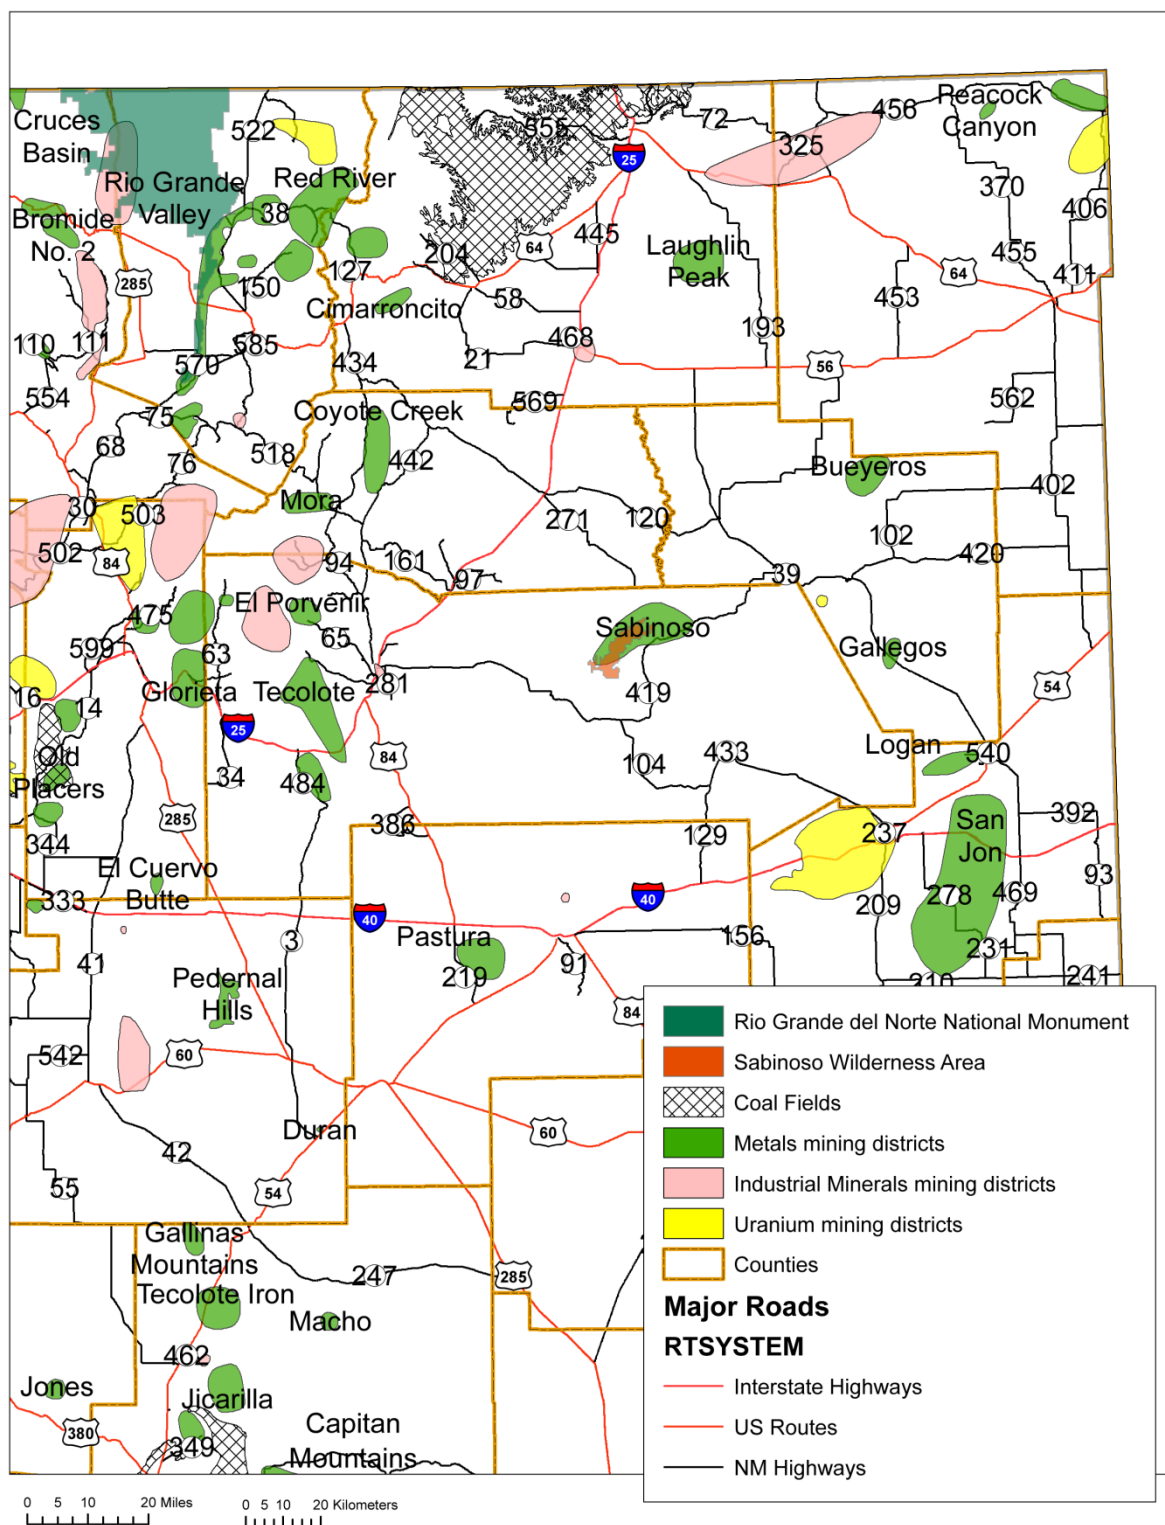 Cruces
Basin
522
555
72
456
Peacock
Canyon
325
25
Rio Grande
Valley
Red River
38
370
406
Bromide
No. 2
285
150
127
204
64
445
Laughlin
Peak
455
411
64
453
58
Cimarroncito
193
110
111
585
468
570
434
21
56
554
569
562
75
Coyote Creek
68
518
442
76
Bueyeros
402
30
503
Mora
271
120
102
502
84
94
161
420
97
39
475
El Porvenir
Sabinoso
65
599
63
Gallegos
16
14
Glorieta
Tecolote
281
419
54
25
Old
Placers
34
484
84
104
433
Logan
540
285
386
129
237
San
Jon
392
344
El Cuervo
Butte
333
40
40
209
278
469
93
3
Pastura
156
231
41
219
91
241
210
Pedernal
Hills
84
542
60
Duran
60
42
55
54
Gallinas
Mountains
247
285
Tecolote Iron
Macho
462
Jones
Jicarilla
380
349
Capitan
Mountains
Rio Grande del Norte National Monument
Sabinoso Wilderness Area
Coal Fields
Metals mining districts
Industrial Minerals mining districts
Uranium mining districts
Counties
Major Roads
RTSYSTEM
Interstate Highways
US Routes
NM Highways
0 5 10 20 Miles
0 5 10 20 Kilometers